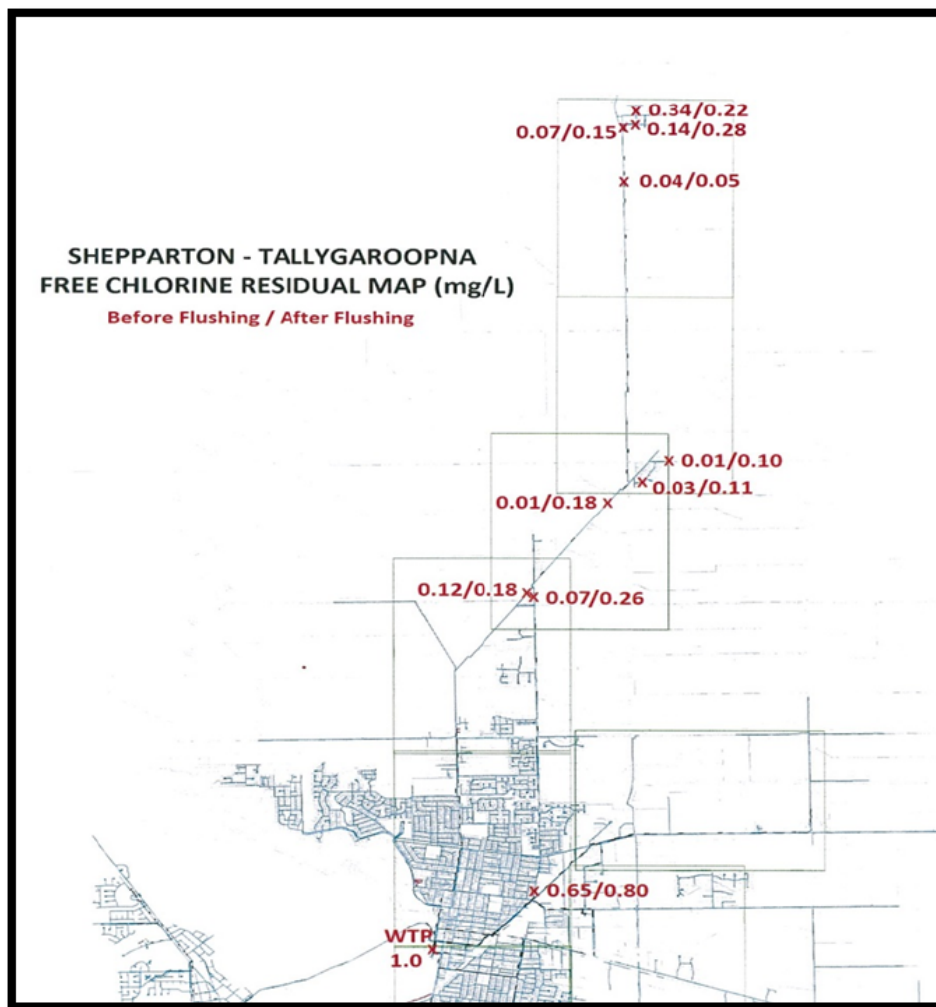 0.34/0.22
0.07/0.15
0.14/0.28
0.04/0.05
SHEPPARTON - TALLYGAROOPNA
FREE CHLORINE RESIDUAL MAP (mg/L)
Before Flushing / After Flushing
0.01/0.10
0.03/0.11
0.01/0.18
0.12/0.18
0.07/0.26
0.65/0.80
WTP
1.0